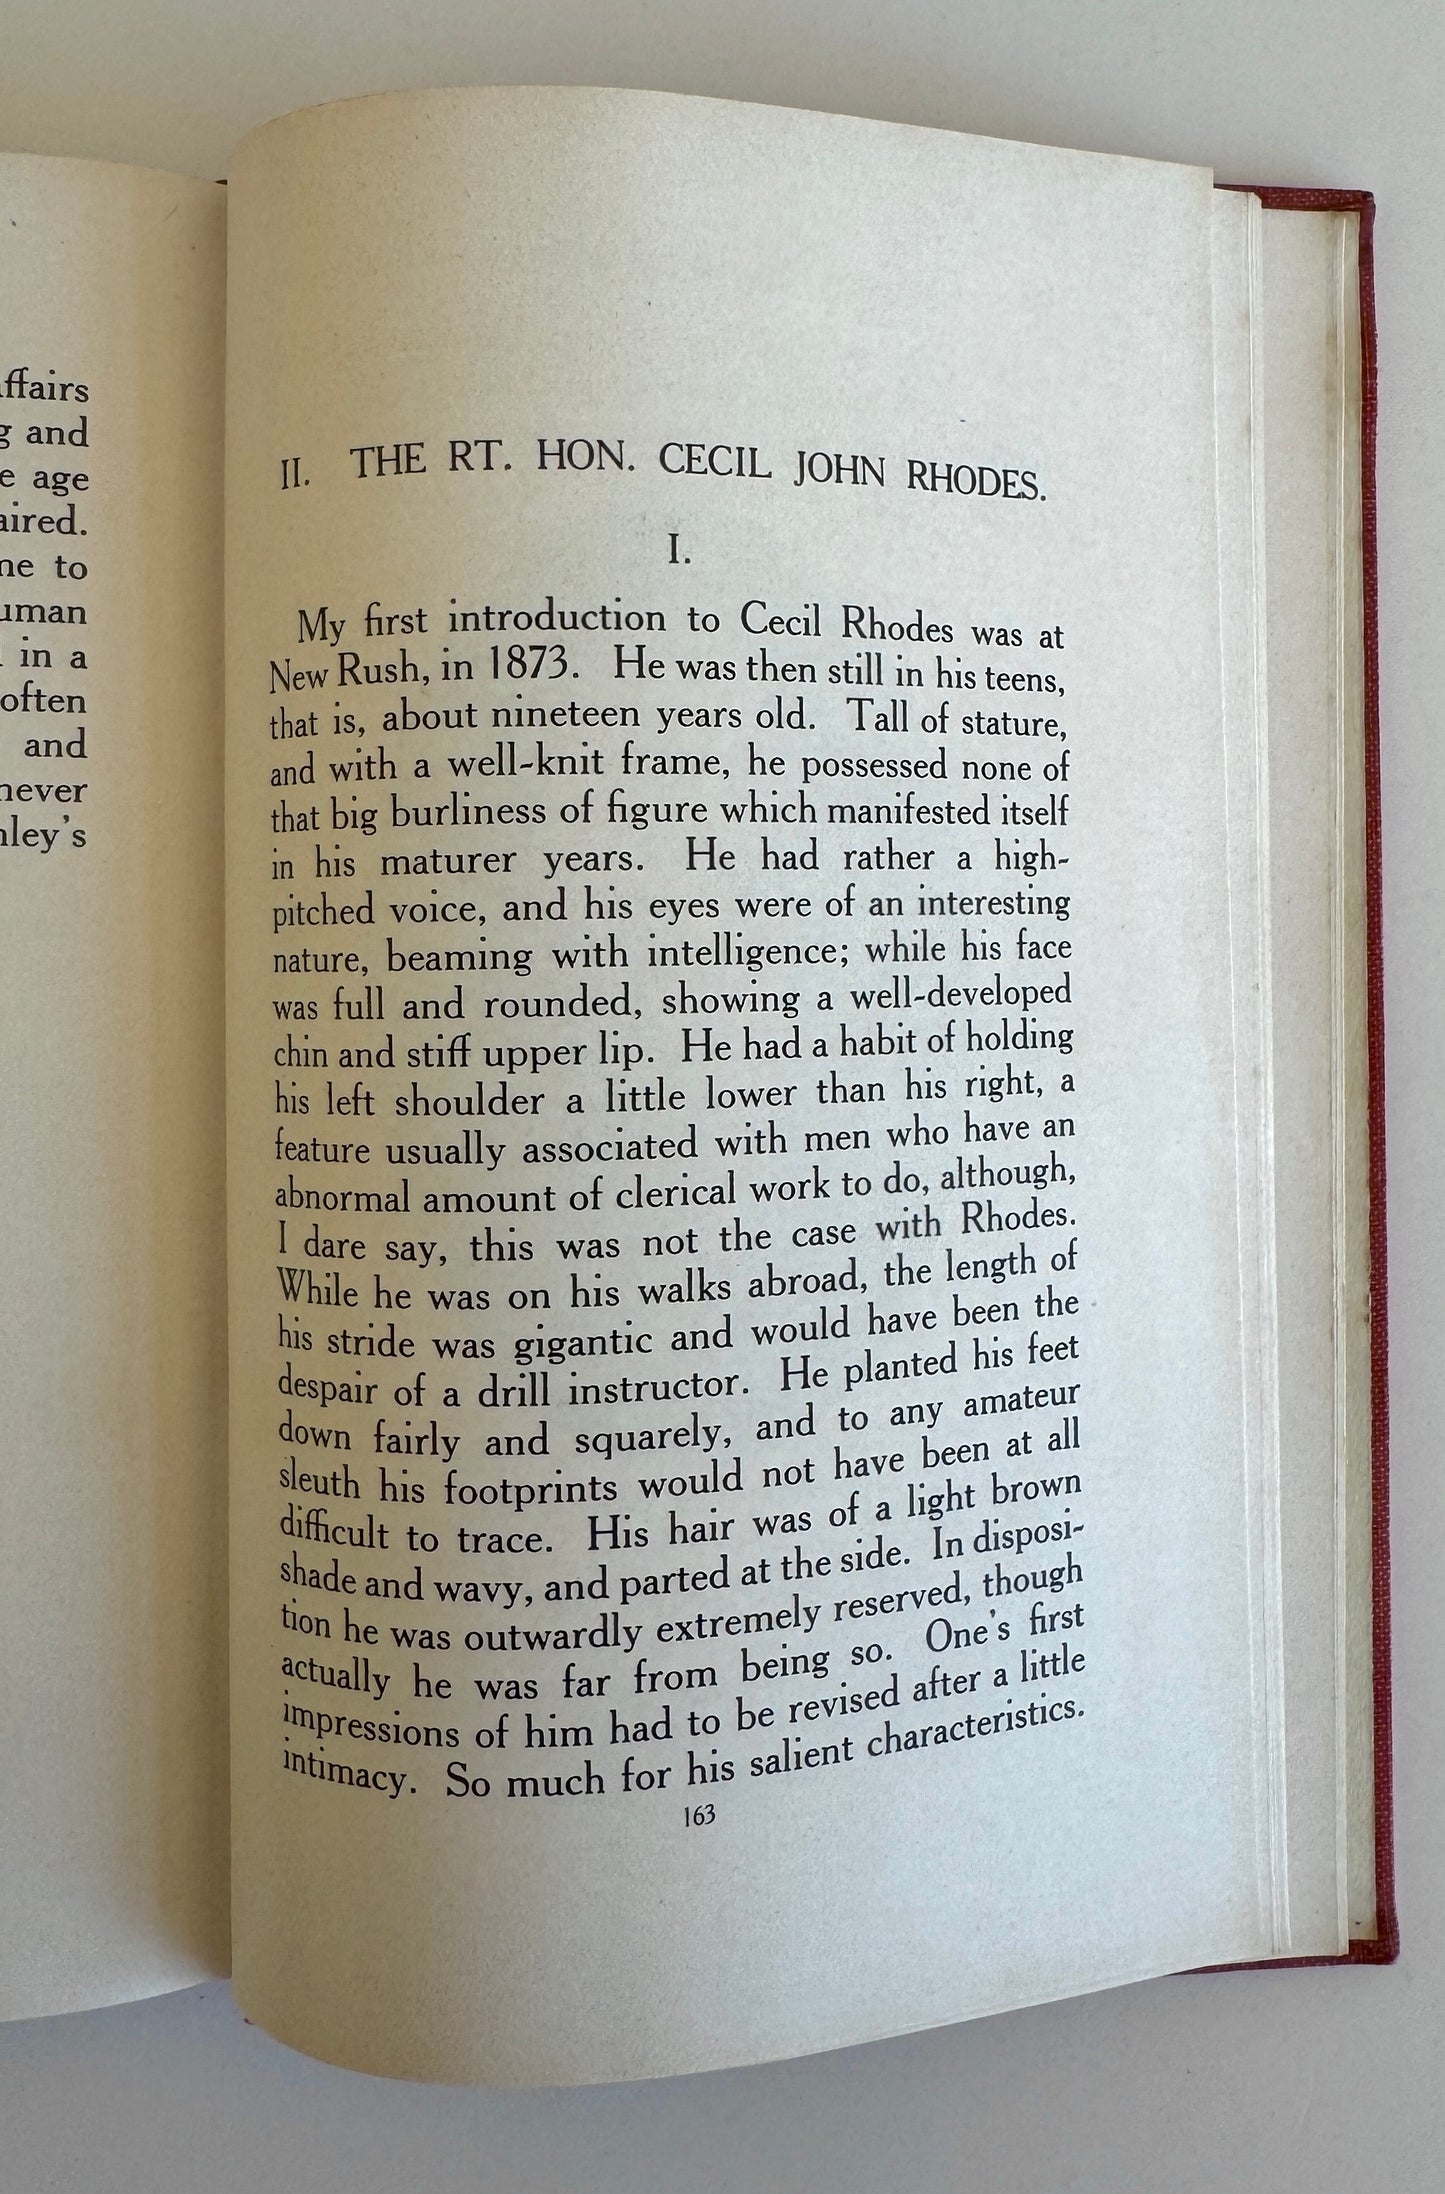 ffairs
g and
e age
aired.
ne to
uman
in a
often
and
never
nley's
II. THE RT. HON. CECIL JOHN RHODES.
I.
My first introduction to Cecil Rhodes was at
New Rush, in 1873. He was then still in his teens,
that is, about nineteen years old. Tall of stature,
and with a well-knit frame, he possessed none of
that big burliness of figure which manifested itself
in his maturer years. He had rather a high-
pitched voice, and his eyes were of an interesting
nature, beaming with intelligence; while his face
was full and rounded, showing a well-developed
chin and stiff upper lip. He had a habit of holding
his left shoulder a little lower than his right, a
feature usually associated with men who have an
abnormal amount of clerical work to do, although,
I dare say, this was not the case with Rhodes.
While he was on his walks abroad, the length of
his stride was gigantic and would have been the
despair of a drill instructor. He planted his feet
down fairly and squarely, and to any amateur
sleuth his footprints would not have been at all
difficult to trace. His hair was of a light brown
shade and wavy, and parted at the side. In disposi-
tion he was outwardly extremely reserved, though
actually he was far from being so. One's first
impressions of him had to be revised after a little
intimacy. So much for his salient characteristics.
163